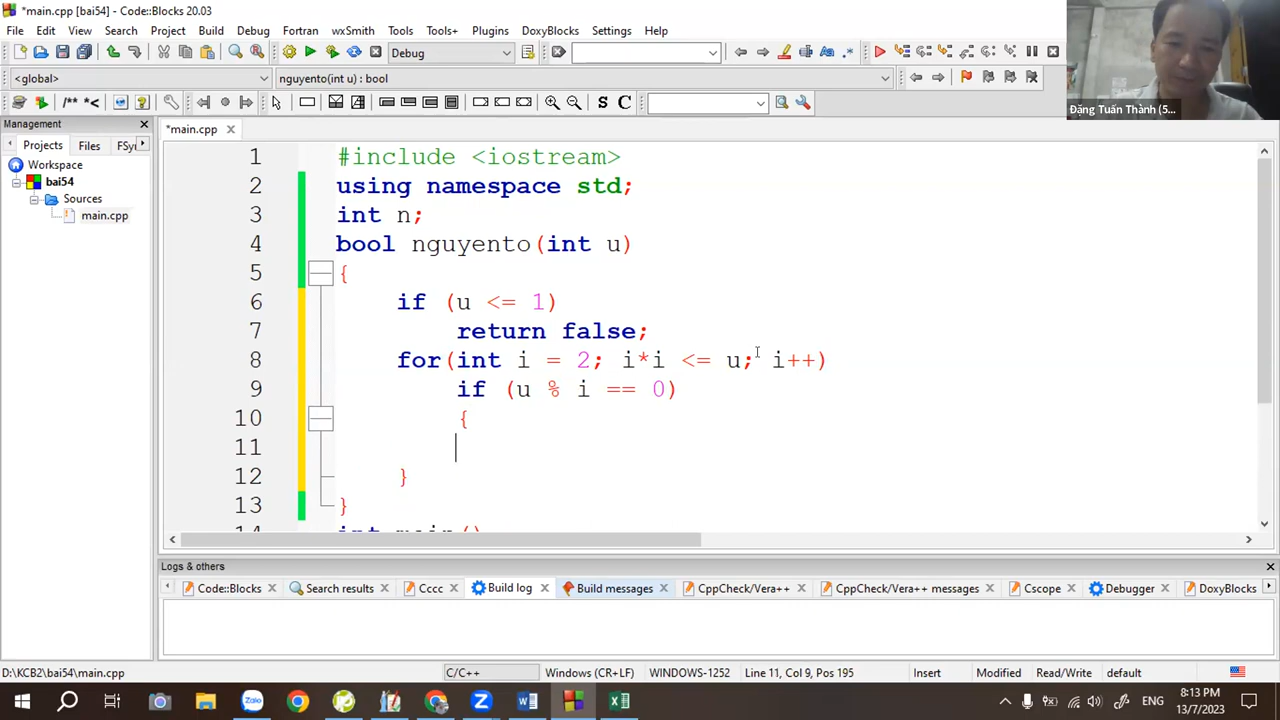 *main.cpp [bai54] - Code::Blocks 20.03
File Edit View Search Project Build Debug Fortran wxSmith Tools Tools+ Plugins DoxyBlocks Settings Help
Debug
<global> nguyento(int u) : bool
/** *< S C
Đặng Tuấn Thành (5...
Management
*main.cpp
Projects Files FSy
Workspace
bai54
Sources
main.cpp
1 #include <iostream>
2 using namespace std;
3 int n;
4 bool nguyento(int u)
5 {
6 if (u <= 1)
7 return false;
8 for(int i = 2; i*i <= u; i++)
9 if (u % i == 0)
10 {
11
12 }
13 }
14 int main()
Logs & others
Code::Blocks Search results Cccc Build log Build messages CppCheck/Vera++ CppCheck/Vera++ messages Cscope Debugger DoxyBlocks
D:\KCB2\bai54\main.cpp C/C++ Windows (CR+LF) WINDOWS-1252 Line 11, Col 9, Pos 195 Insert Modified Read/Write default
ENG 8:13 PM
13/7/2023